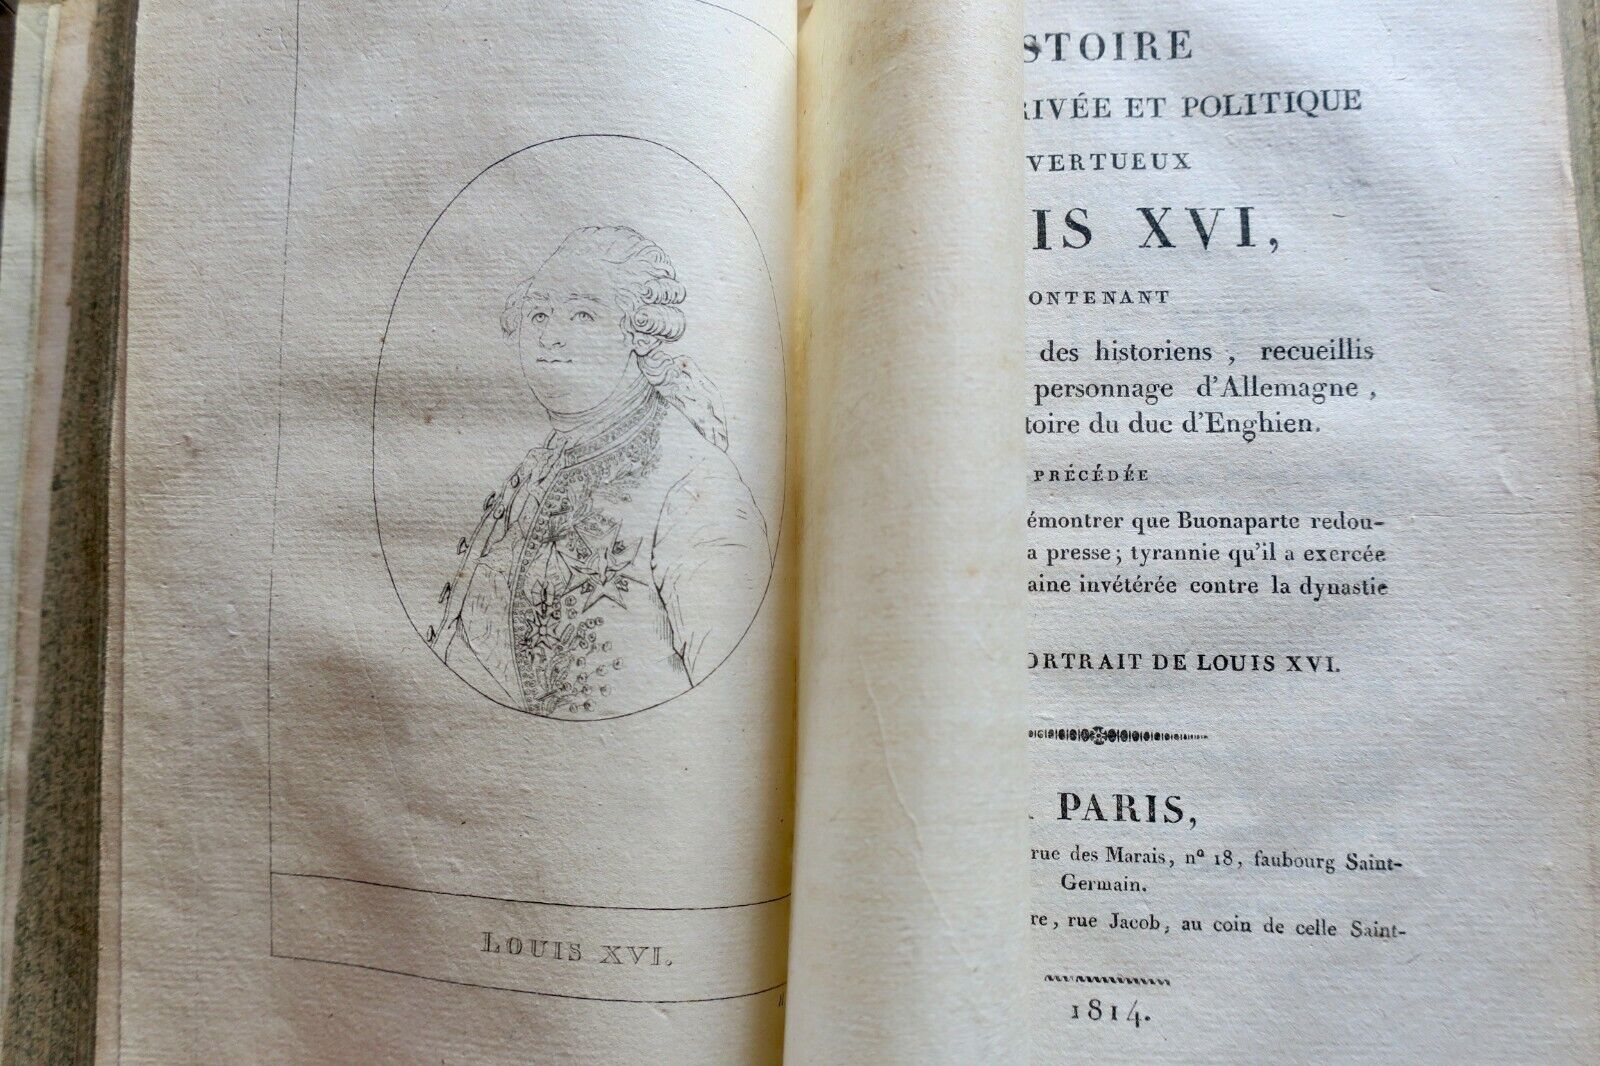 LOUIS XVI.
STOIRE
RIVÉE ET POLITIQUE
VERTUEUX
IS XVI,
ONTENANT
des historiens , recueillis
personnage d'Allemagne ,
toire du duc d'Enghien.
PRÉCÉDÉE
émontrer que Buonaparte redou-
a presse ; tyrannie qu'il a exercée
aine invétérée contre la dynastie
ORTRAIT DE LOUIS XVI.
PARIS,
rue des Marais, nº 18, faubourg Saint-
Germain.
re, rue Jacob, au coin de celle Saint-
1814.